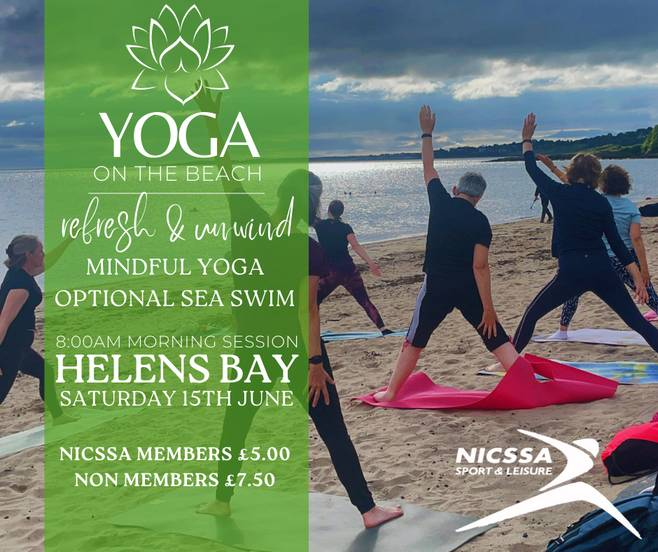 YOGA
ON THE BEACH
refresh & unwind
MINDFUL YOGA
OPTIONAL SEA SWIM
8:00AM MORNING SESSION
HELENS BAY
SATURDAY 15TH JUNE
NICSSA MEMBERS £5.00
NON MEMBERS £7.50
NICSSA
SPORT & LEISURE